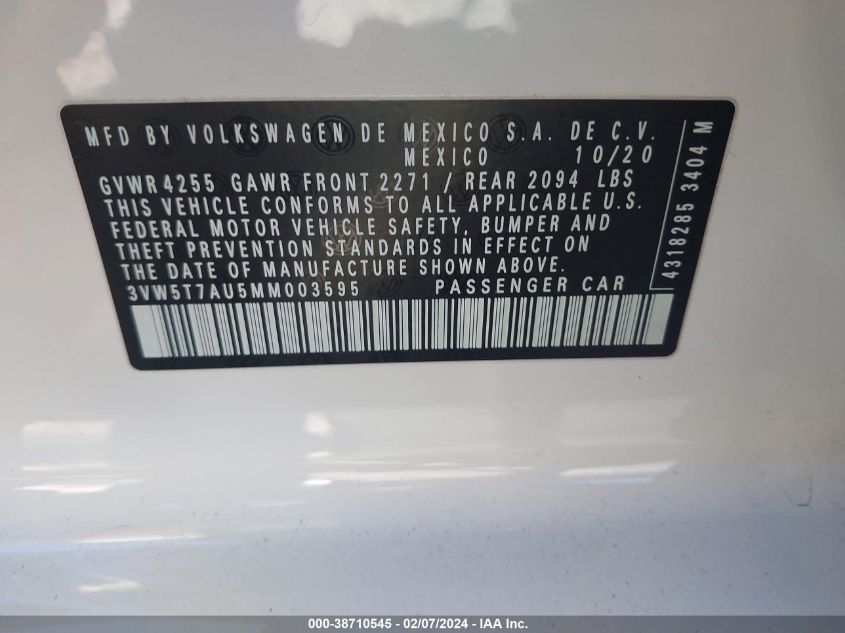 MFD BY VOLKSWAGEN DE MEXICO S.A. DE C.V.
MEXICO 10/20
GVWR 4255 GAWR FRONT 2271 / REAR 2094 LBS
THIS VEHICLE CONFORMS TO ALL APPLICABLE U.S.
FEDERAL MOTOR VEHICLE SAFETY, BUMPER AND
THEFT PREVENTION STANDARDS IN EFFECT ON
THE DATE OF MANUFACTURE SHOWN ABOVE.
3VW5T7AU5MM003595 PASSENGER CAR
4318285 3404 M
000-38710545 - 02/07/2024 - IAA Inc.